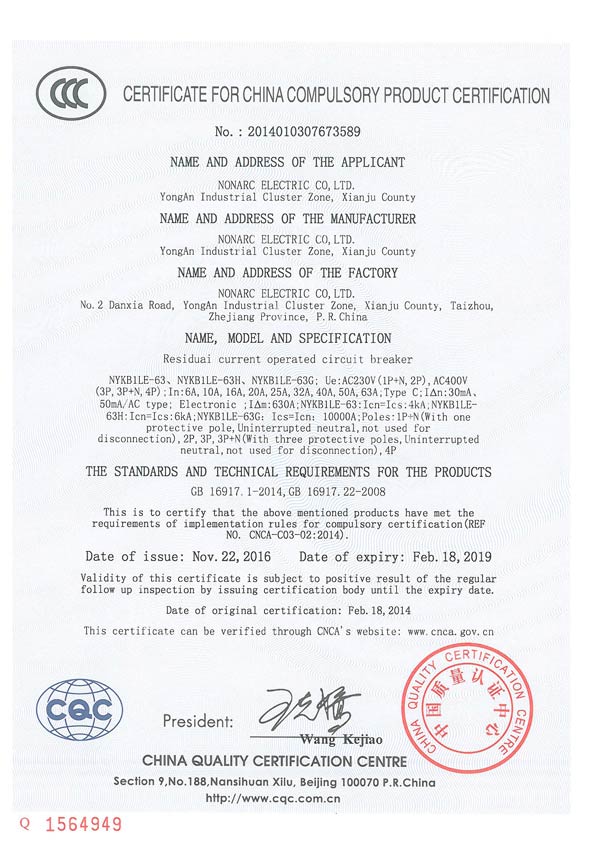 CCC
CERTIFICATE FOR CHINA COMPULSORY PRODUCT CERTIFICATION
No.: 2014010307673589
NAME AND ADDRESS OF THE APPLICANT
NONARC ELECTRIC CO,LTD.
YongAn Industrial Cluster Zone, Xianju County
NAME AND ADDRESS OF THE MANUFACTURER
NONARC ELECTRIC CO,LTD.
YongAn Industrial Cluster Zone, Xianju County
NAME AND ADDRESS OF THE FACTORY
NONARC ELECTRIC CO,LTD.
No.2 Danxia Road, YongAn Industrial Cluster Zone, Xianju County, Taizhou,
Zhejiang Province, P.R.China
NAME, MODEL AND SPECIFICATION
Residuai current operated circuit breaker
NYKB1LE-63、NYKB1LE-63H、NYKB1LE-63G; Ue:AC230V(1P+N, 2P),AC400V
(3P,3P+N,4P);In:6A,10A,16A,20A,25A,32A,40A,50A,63A;Type C;IΔn:30mA、
50mA/AC type; Electronic ;IΔm:630A;NYKB1LE-63:Icn=Ics:4kA;NYKB1LE-
63H:Icn=Ics:6kA;NYKB1LE-63G: Ics=Icn: 10000A;Poles:1P+N(With one
protective pole,Uninterrupted neutral,not used for
disconnection),2P,3P,3P+N(With three protective poles,Uninterrupted
neutral,not used for disconnection),4P
THE STANDARDS AND TECHNICAL REQUIREMENTS FOR THE PRODUCTS
GB 16917.1-2014,GB 16917.22-2008
This is to certify that the above mentioned products have met the
requirements of implementation rules for compulsory certification(REF
NO. CNCA-C03-02:2014).
Date of issue: Nov.22,2016 Date of expiry: Feb.18,2019
Validity of this certificate is subject to positive result of the regular
follow up inspection by issuing certification body until the expiry date.
Date of original certification: Feb.18,2014
This certificate can be verified through CNCA's website: www.cnca.gov.cn
CQC
President:
王克娇
Wang Kejiao
CHINA QUALITY CERTIFICATION CENTRE
中国质量认证中心
CHINA QUALITY CERTIFICATION CENTRE
Section 9,No.188,Nansihuan Xilu, Beijing 100070 P.R.China
http://www.cqc.com.cn
Q 1564949